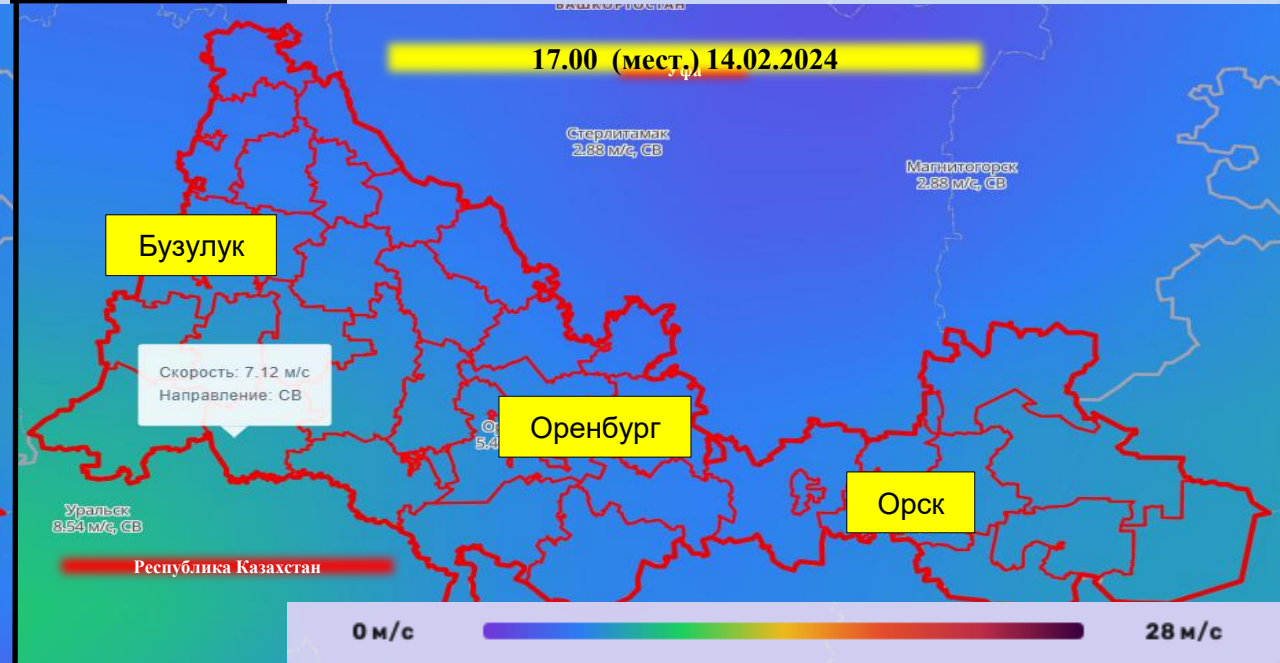 БАШКОРТОСТАН
17.00 (мест.) 14.02.2024
Уфа
Стерлитамак
2.88 м/с, СВ
Магнитогорск
2.88 м/с, СВ
Бузулук
Скорость: 7.12 м/с
Направление: СВ
Оренбург
Орск
Уральск
8.54 м/с, СВ
Республика Казахстан
0 м/с
28 м/с